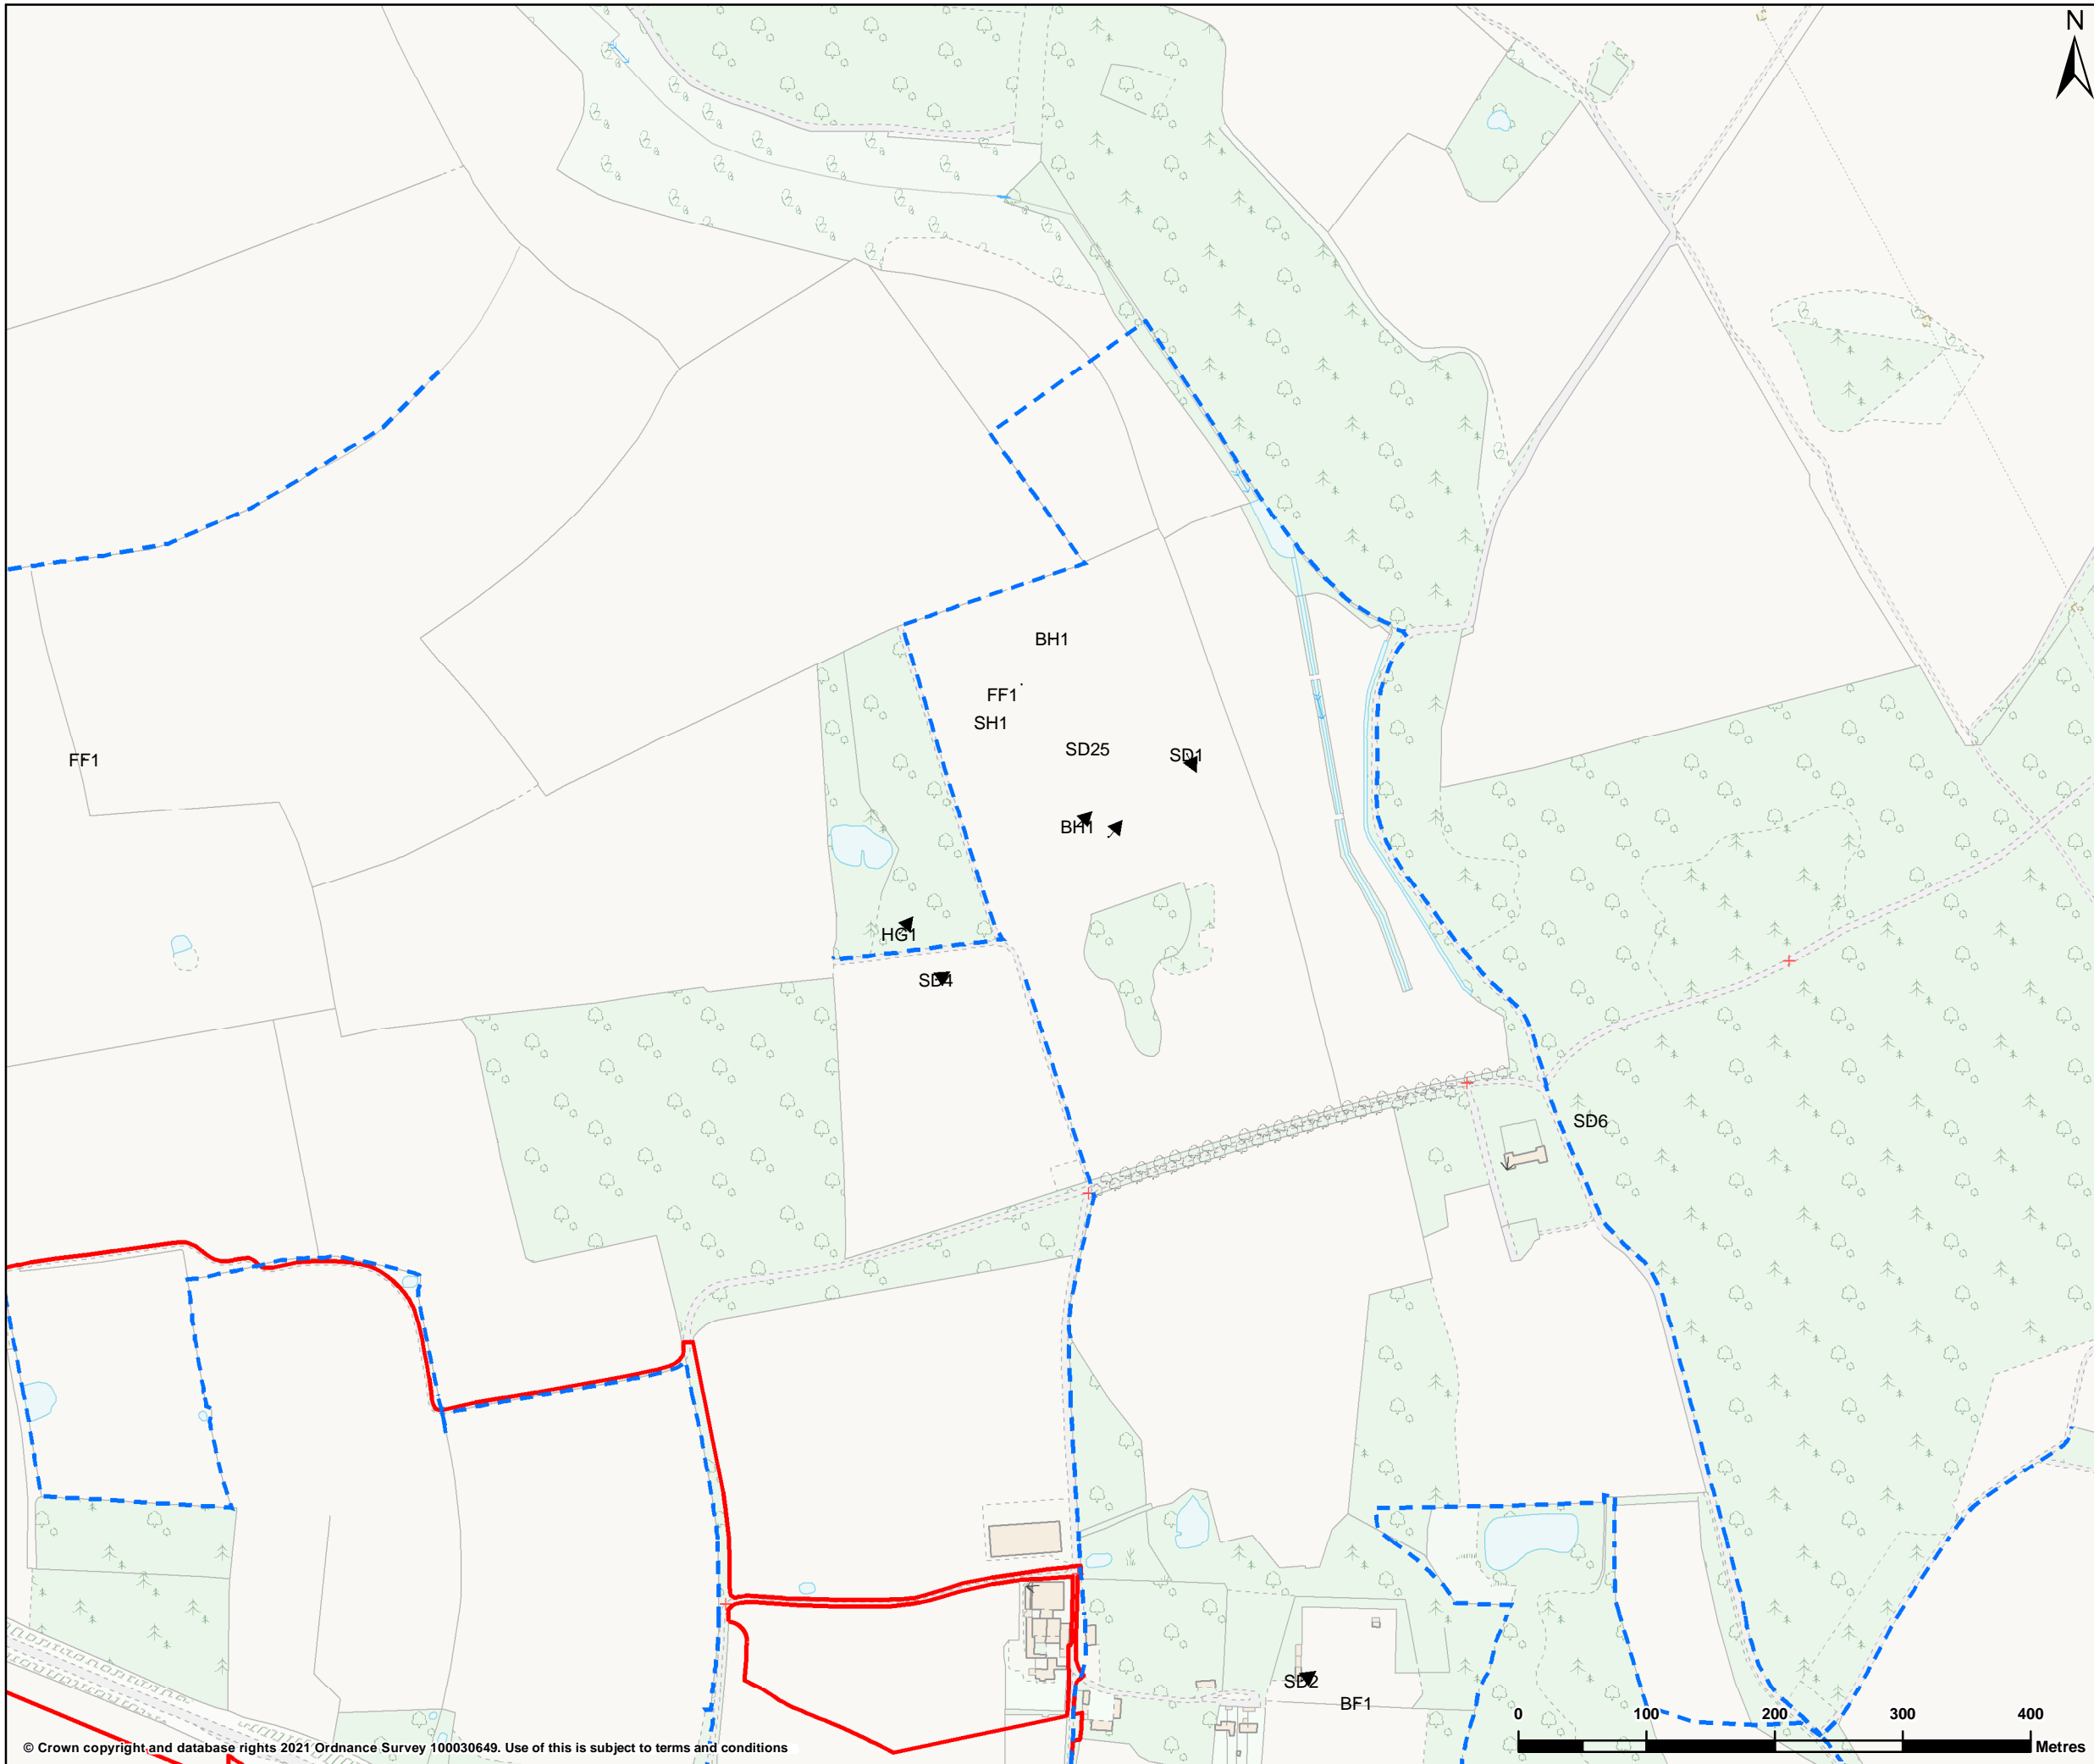 N
BH1
FF1
SH1
SD25
SD1
FF1
BH1
HG1
SD4
SD6
SD2
BF1
0 100 200 300 400
Metres
© Crown copyright and database rights 2021 Ordnance Survey 100030649. Use of this is subject to terms and conditions